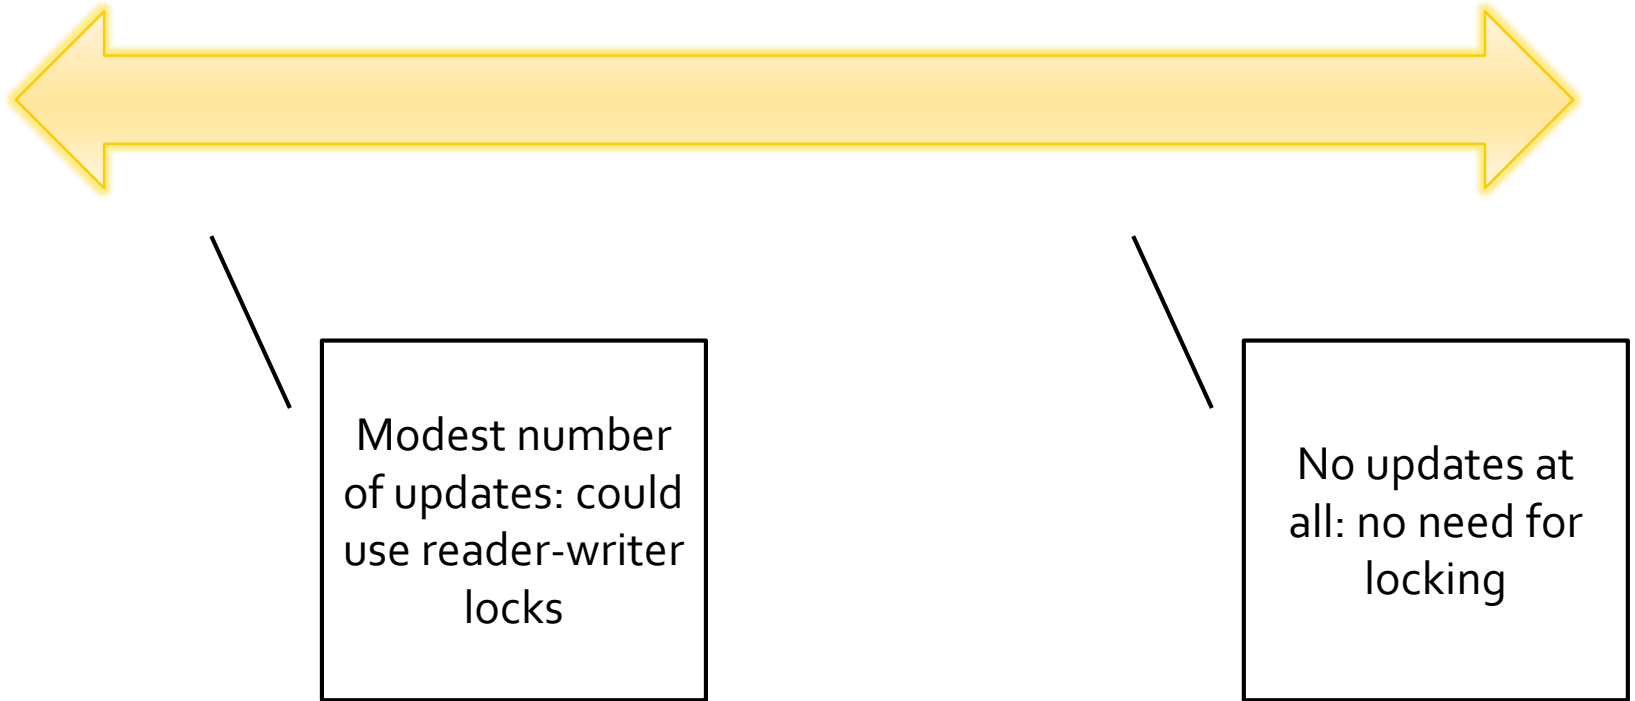 Modest number
of updates: could
use reader-writer
locks
No updates at
all: no need for
locking